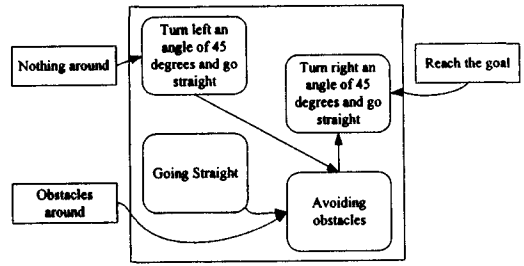 Turn left an
angle of 45
degrees and go
straight
Nothing around
Turn right an
angle of 45
degrees and go
straight
Reach the goal
Going Straight
Obstacles
around
Avoiding
obstacles